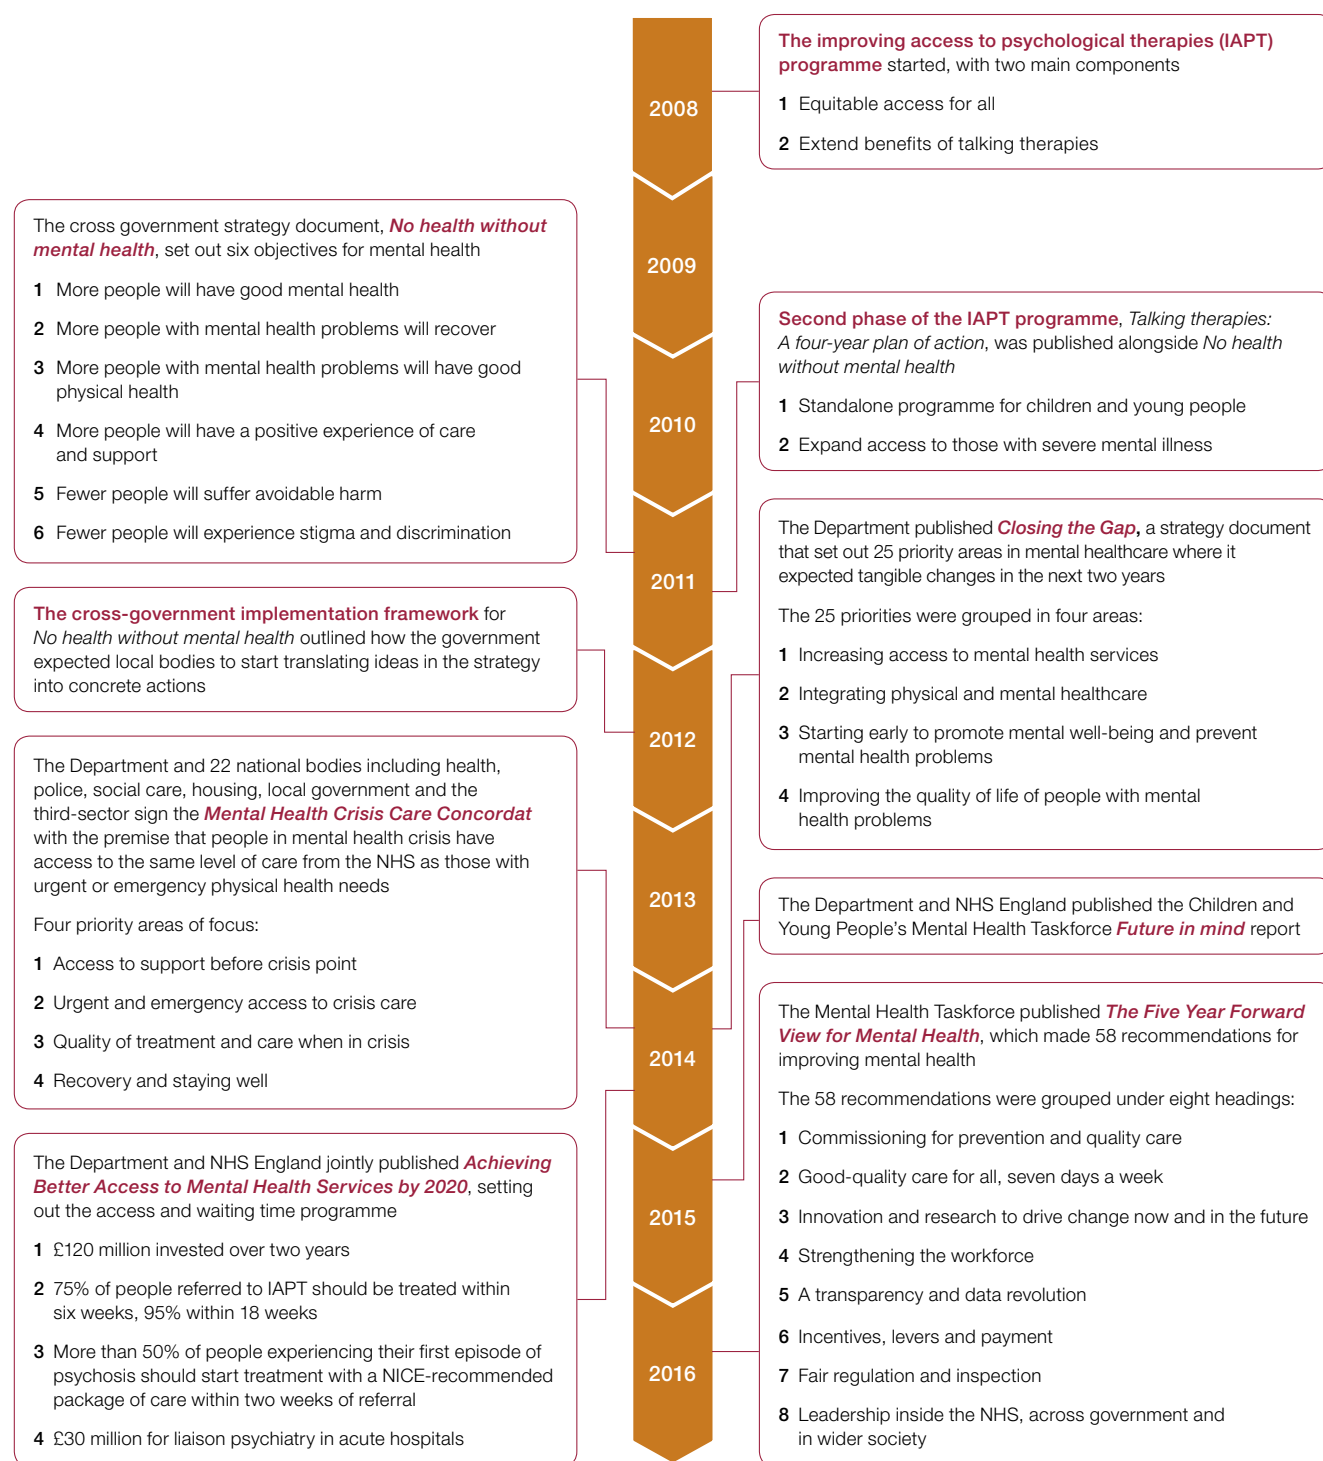 The improving access to psychological therapies (IAPT)
programme started, with two main components
1 Equitable access for all
2 Extend benefits of talking therapies
2008
The cross government strategy document, No health without
mental health, set out six objectives for mental health
1 More people will have good mental health
2 More people with mental health problems will recover
3 More people with mental health problems will have good
physical health
4 More people will have a positive experience of care
and support
5 Fewer people will suffer avoidable harm
6 Fewer people will experience stigma and discrimination
2009
Second phase of the IAPT programme, Talking therapies:
A four-year plan of action, was published alongside No health
without mental health
1 Standalone programme for children and young people
2 Expand access to those with severe mental illness
2010
The Department published Closing the Gap, a strategy document
that set out 25 priority areas in mental healthcare where it
expected tangible changes in the next two years
The 25 priorities were grouped in four areas:
1 Increasing access to mental health services
2 Integrating physical and mental healthcare
3 Starting early to promote mental well-being and prevent
mental health problems
4 Improving the quality of life of people with mental
health problems
2011
The cross-government implementation framework for
No health without mental health outlined how the government
expected local bodies to start translating ideas in the strategy
into concrete actions
2012
The Department and 22 national bodies including health,
police, social care, housing, local government and the
third-sector sign the Mental Health Crisis Care Concordat
with the premise that people in mental health crisis have
access to the same level of care from the NHS as those with
urgent or emergency physical health needs
Four priority areas of focus:
1 Access to support before crisis point
2 Urgent and emergency access to crisis care
3 Quality of treatment and care when in crisis
4 Recovery and staying well
2013
The Department and NHS England published the Children and
Young People's Mental Health Taskforce Future in mind report
2014
The Mental Health Taskforce published The Five Year Forward
View for Mental Health, which made 58 recommendations for
improving mental health
The 58 recommendations were grouped under eight headings:
1 Commissioning for prevention and quality care
2 Good-quality care for all, seven days a week
3 Innovation and research to drive change now and in the future
4 Strengthening the workforce
5 A transparency and data revolution
6 Incentives, levers and payment
7 Fair regulation and inspection
8 Leadership inside the NHS, across government and
in wider society
The Department and NHS England jointly published Achieving
Better Access to Mental Health Services by 2020, setting
out the access and waiting time programme
1 £120 million invested over two years
2 75% of people referred to IAPT should be treated within
six weeks, 95% within 18 weeks
3 More than 50% of people experiencing their first episode of
psychosis should start treatment with a NICE-recommended
package of care within two weeks of referral
4 £30 million for liaison psychiatry in acute hospitals
2015
2016